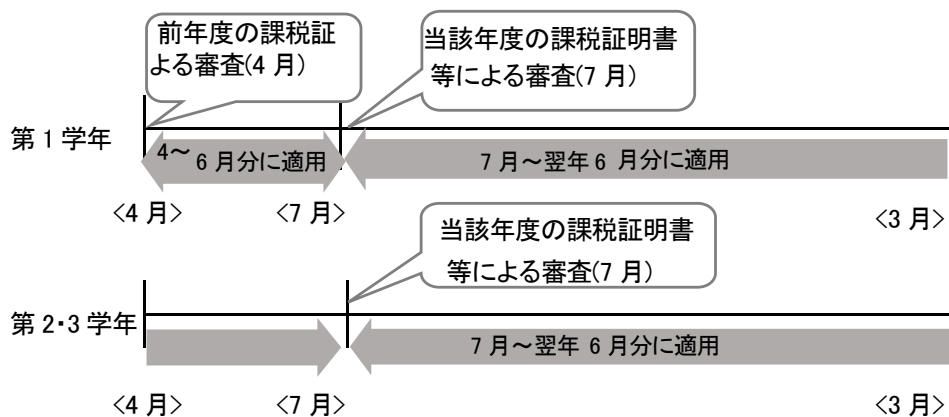 前年度の課税証
よる審査(4 月)
当該年度の課税証明書
等による審査(7 月)
第 1 学年
4～
6 月分に適用
7 月～翌年 6 月分に適用
<4 月>
<7 月>
<3 月>
当該年度の課税証明書
等による審査(7 月)
第 2・3 学年
7 月～翌年 6 月分に適用
<4 月>
<7 月>
<3 月>